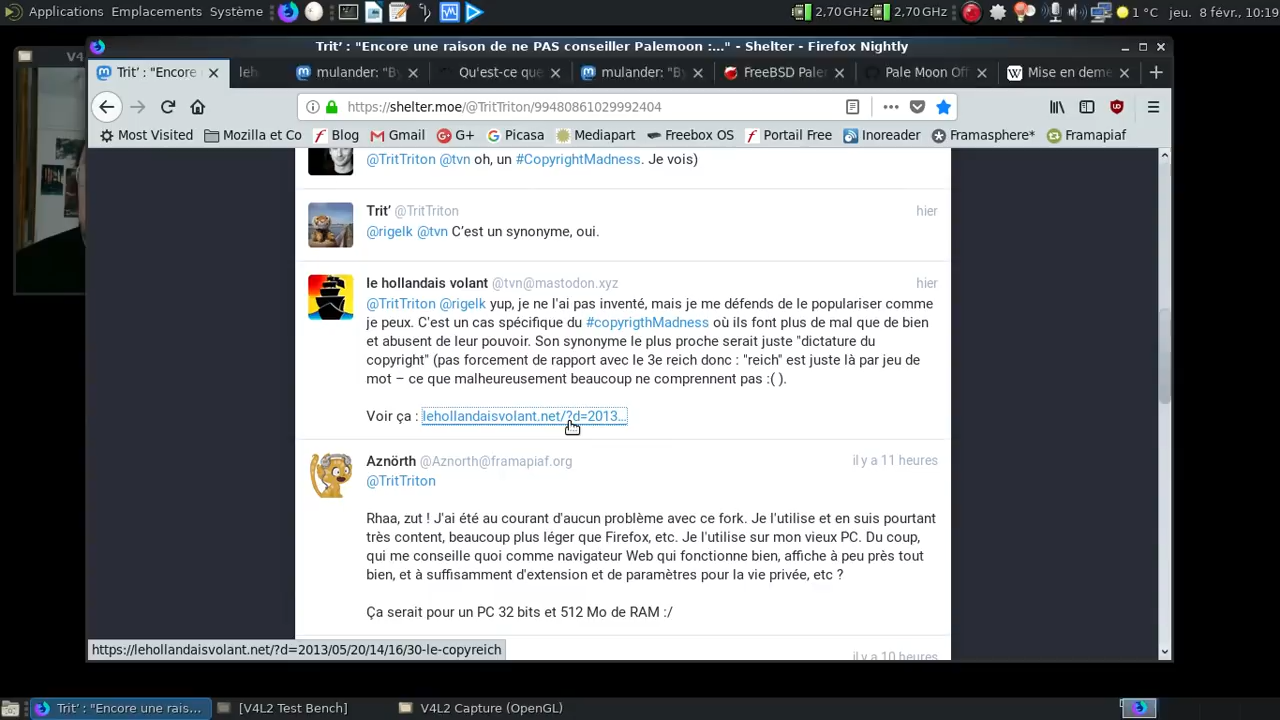 Applications Emplacements Système 2,70 GHz 2,70 GHz 1 °C jeu. 8 févr., 10:19
V4
Trit’ : "Encore une raison de ne PAS conseiller Palemoon :..." - Shelter - Firefox Nightly
Trit’ : "Encore leh mulander: "By Qu'est-ce que mulander: "By FreeBSD Pale Pale Moon Off Mise en deme
https://shelter.moe/@TritTriton/99480861029992404
Most Visited Mozilla et Co Blog Gmail G+ Picasa Mediapart Freebox OS Portail Free Inoreader Framasphere* Framapiaf
@TritTriton @tvn oh, un #CopyrightMadness. Je vois)
Trit’ @TritTriton hier
@rigelk @tvn C’est un synonyme, oui.
le hollandais volant @tvn@mastodon.xyz hier
@TritTriton @rigelk yup, je ne l'ai pas inventé, mais je me défends de le populariser comme
je peux. C'est un cas spécifique du #copyrigthMadness où ils font plus de mal que de bien
et abusent de leur pouvoir. Son synonyme le plus proche serait juste "dictature du
copyright" (pas forcement de rapport avec le 3e reich donc : "reich" est juste là par jeu de
mot – ce que malheureusement beaucoup ne comprennent pas :( ).
Voir ça : lehollandaisvolant.net/?d=2013…
Aznörth @Aznorth@framapiaf.org il y a 11 heures
@TritTriton
Rhaa, zut ! J'ai été au courant d'aucun problème avec ce fork. Je l'utilise et en suis pourtant
très content, beaucoup plus léger que Firefox, etc. Je l'utilise sur mon vieux PC. Du coup,
qui me conseille quoi comme navigateur Web qui fonctionne bien, affiche à peu près tout
bien, et à suffisamment d'extension et de paramètres pour la vie privée, etc ?
Ça serait pour un PC 32 bits et 512 Mo de RAM :/
il y a 10 heures
https://lehollandaisvolant.net/?d=2013/05/20/14/16/30-le-copyreich
Trit’ : "Encore une rais... [V4L2 Test Bench] V4L2 Capture (OpenGL)